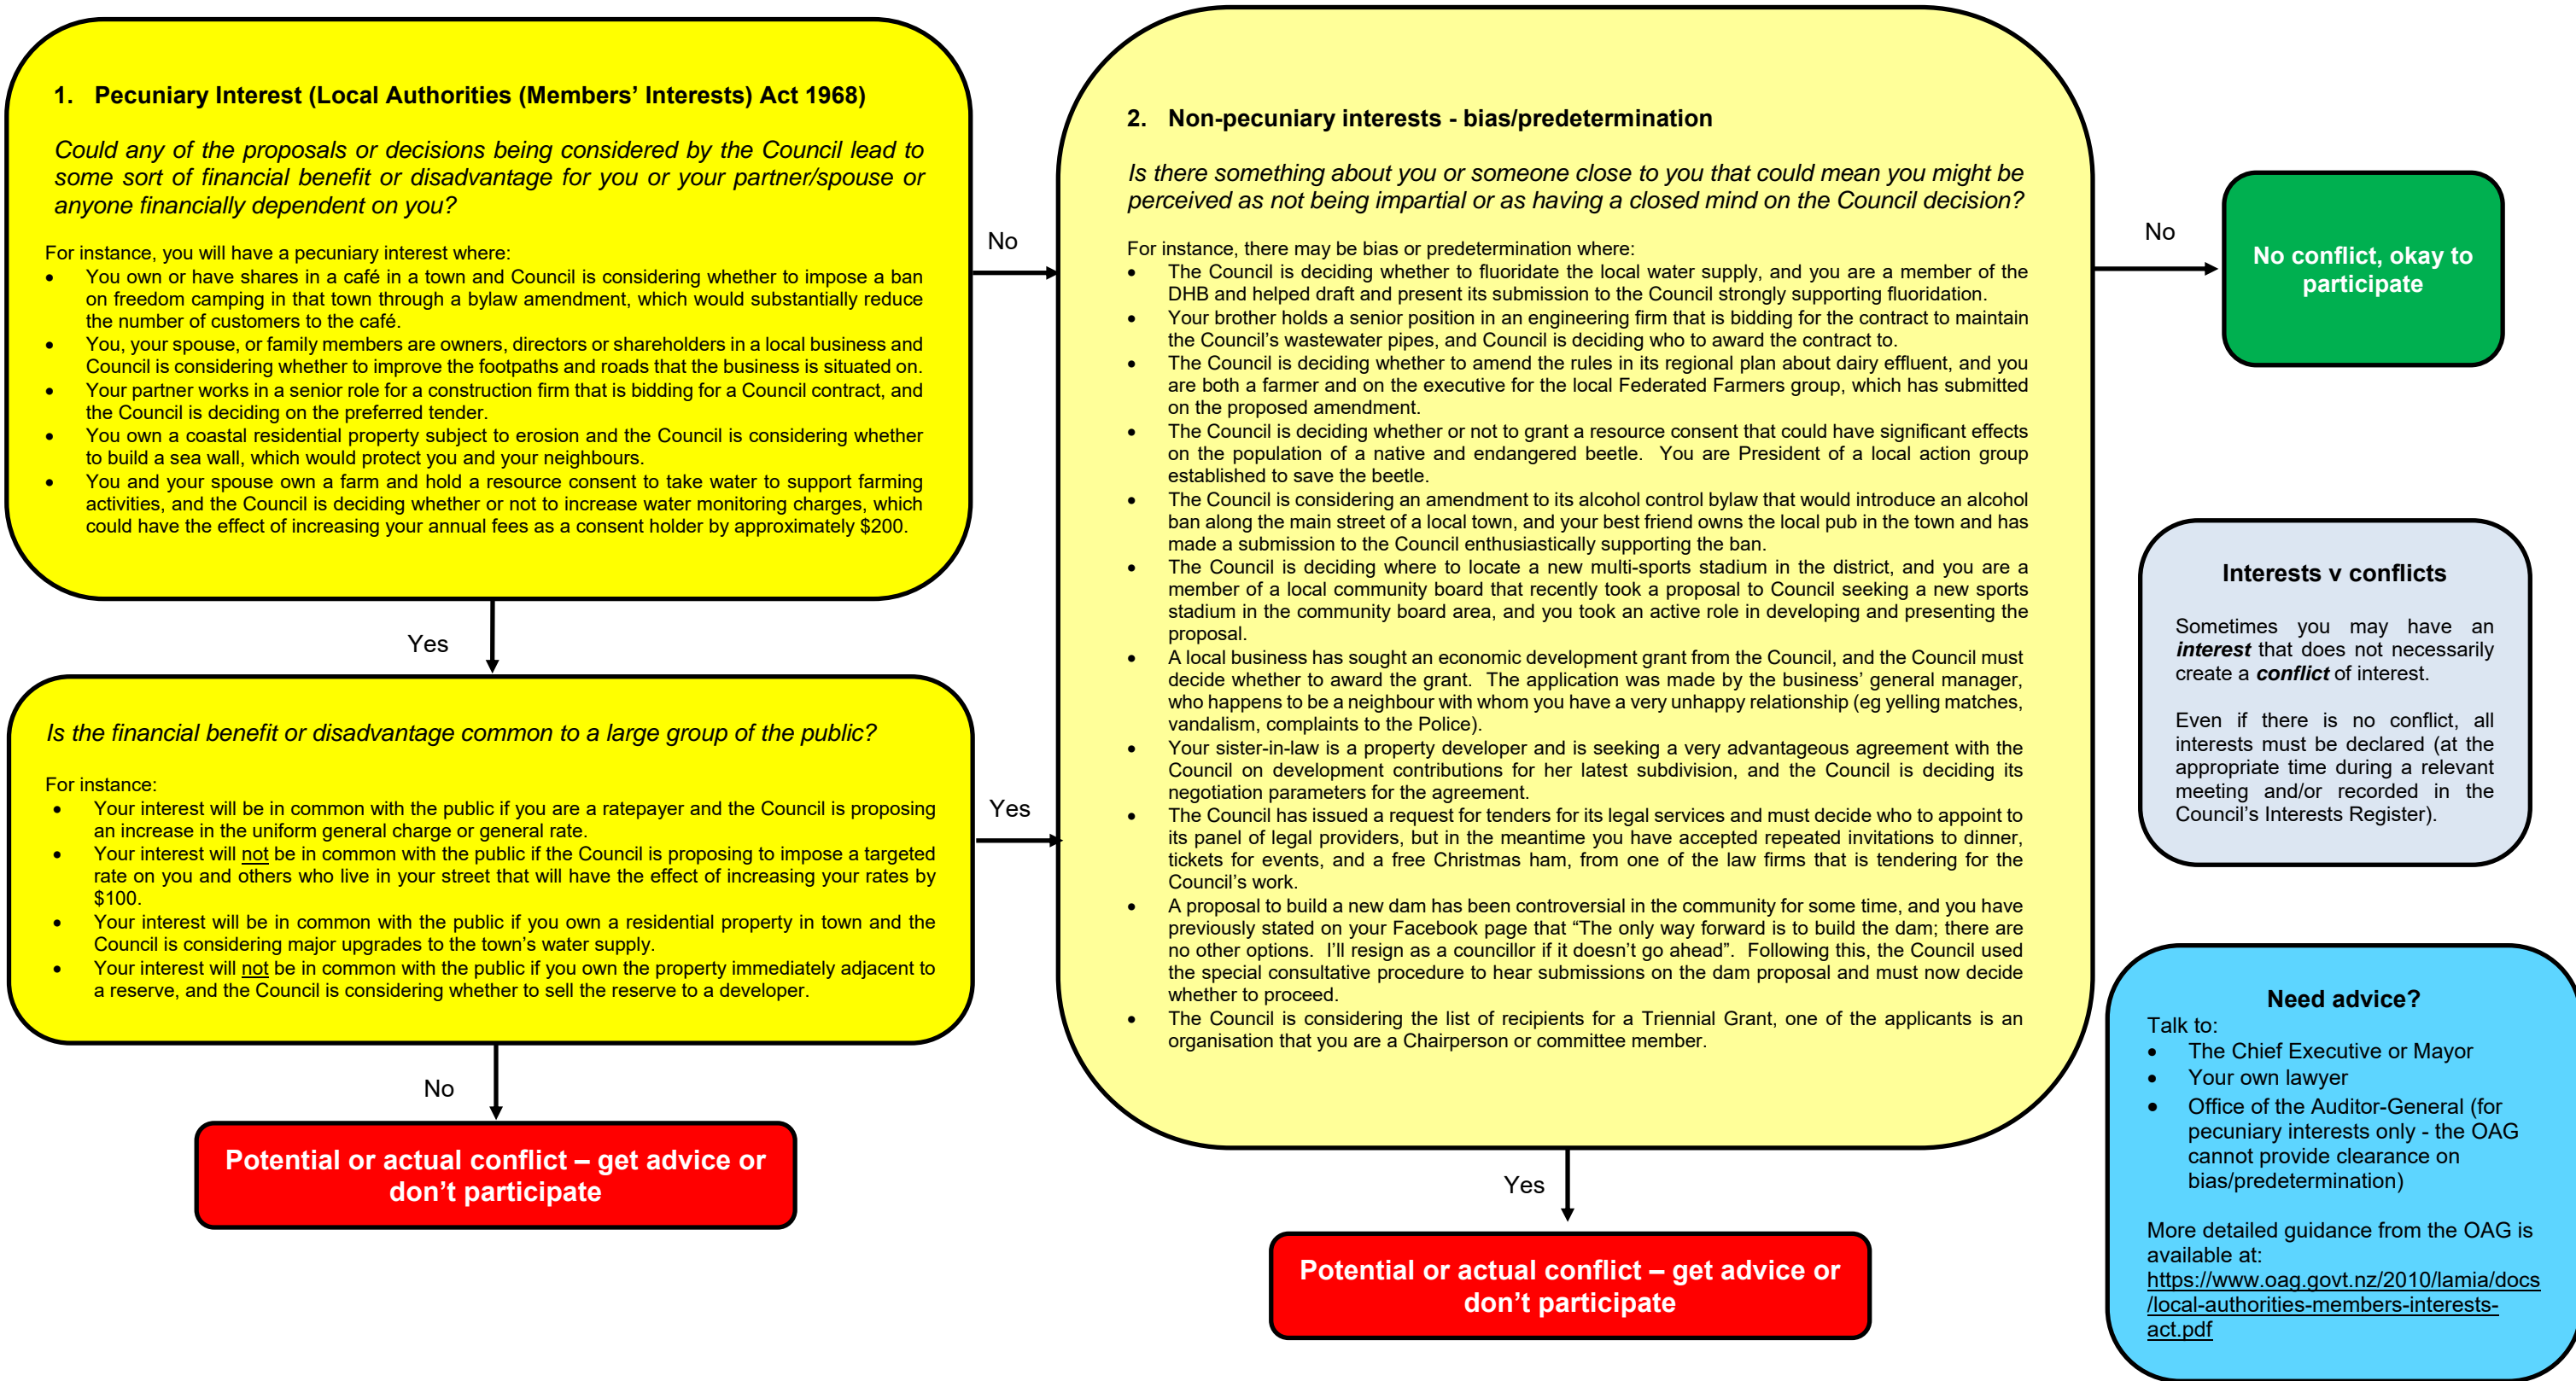 1. Pecuniary Interest (Local Authorities (Members’ Interests) Act 1968)
Could any of the proposals or decisions being considered by the Council lead to
some sort of financial benefit or disadvantage for you or your partner/spouse or
anyone financially dependent on you?
For instance, you will have a pecuniary interest where:
• You own or have shares in a café in a town and Council is considering whether to impose a ban
on freedom camping in that town through a bylaw amendment, which would substantially reduce
the number of customers to the café.
• You, your spouse, or family members are owners, directors or shareholders in a local business and
Council is considering whether to improve the footpaths and roads that the business is situated on.
• Your partner works in a senior role for a construction firm that is bidding for a Council contract, and
the Council is deciding on the preferred tender.
• You own a coastal residential property subject to erosion and the Council is considering whether
to build a sea wall, which would protect you and your neighbours.
• You and your spouse own a farm and hold a resource consent to take water to support farming
activities, and the Council is deciding whether or not to increase water monitoring charges, which
could have the effect of increasing your annual fees as a consent holder by approximately $200.
No
Yes
Is the financial benefit or disadvantage common to a large group of the public?
For instance:
• Your interest will be in common with the public if you are a ratepayer and the Council is proposing
an increase in the uniform general charge or general rate.
• Your interest will not be in common with the public if the Council is proposing to impose a targeted
rate on you and others who live in your street that will have the effect of increasing your rates by
$100.
• Your interest will be in common with the public if you own a residential property in town and the
Council is considering major upgrades to the town’s water supply.
• Your interest will not be in common with the public if you own the property immediately adjacent to
a reserve, and the Council is considering whether to sell the reserve to a developer.
Yes
No
Potential or actual conflict – get advice or
don’t participate
2. Non-pecuniary interests - bias/predetermination
Is there something about you or someone close to you that could mean you might be
perceived as not being impartial or as having a closed mind on the Council decision?
For instance, there may be bias or predetermination where:
• The Council is deciding whether to fluoridate the local water supply, and you are a member of the
DHB and helped draft and present its submission to the Council strongly supporting fluoridation.
• Your brother holds a senior position in an engineering firm that is bidding for the contract to maintain
the Council’s wastewater pipes, and Council is deciding who to award the contract to.
• The Council is deciding whether to amend the rules in its regional plan about dairy effluent, and you
are both a farmer and on the executive for the local Federated Farmers group, which has submitted
on the proposed amendment.
• The Council is deciding whether or not to grant a resource consent that could have significant effects
on the population of a native and endangered beetle. You are President of a local action group
established to save the beetle.
• The Council is considering an amendment to its alcohol control bylaw that would introduce an alcohol
ban along the main street of a local town, and your best friend owns the local pub in the town and has
made a submission to the Council enthusiastically supporting the ban.
• The Council is deciding where to locate a new multi-sports stadium in the district, and you are a
member of a local community board that recently took a proposal to Council seeking a new sports
stadium in the community board area, and you took an active role in developing and presenting the
proposal.
• A local business has sought an economic development grant from the Council, and the Council must
decide whether to award the grant. The application was made by the business’ general manager,
who happens to be a neighbour with whom you have a very unhappy relationship (eg yelling matches,
vandalism, complaints to the Police).
• Your sister-in-law is a property developer and is seeking a very advantageous agreement with the
Council on development contributions for her latest subdivision, and the Council is deciding its
negotiation parameters for the agreement.
• The Council has issued a request for tenders for its legal services and must decide who to appoint to
its panel of legal providers, but in the meantime you have accepted repeated invitations to dinner,
tickets for events, and a free Christmas ham, from one of the law firms that is tendering for the
Council’s work.
• A proposal to build a new dam has been controversial in the community for some time, and you have
previously stated on your Facebook page that “The only way forward is to build the dam; there are
no other options. I’ll resign as a councillor if it doesn’t go ahead”. Following this, the Council used
the special consultative procedure to hear submissions on the dam proposal and must now decide
whether to proceed.
• The Council is considering the list of recipients for a Triennial Grant, one of the applicants is an
organisation that you are a Chairperson or committee member.
Yes
Potential or actual conflict – get advice or
don’t participate
No
No conflict, okay to
participate
Interests v conflicts
Sometimes you may have an
interest that does not necessarily
create a conflict of interest.
Even if there is no conflict, all
interests must be declared (at the
appropriate time during a relevant
meeting and/or recorded in the
Council’s Interests Register).
Need advice?
Talk to:
• The Chief Executive or Mayor
• Your own lawyer
• Office of the Auditor-General (for
pecuniary interests only - the OAG
cannot provide clearance on
bias/predetermination)
More detailed guidance from the OAG is
available at:
https://www.oag.govt.nz/2010/lamia/docs
/local-authorities-members-interests-
act.pdf